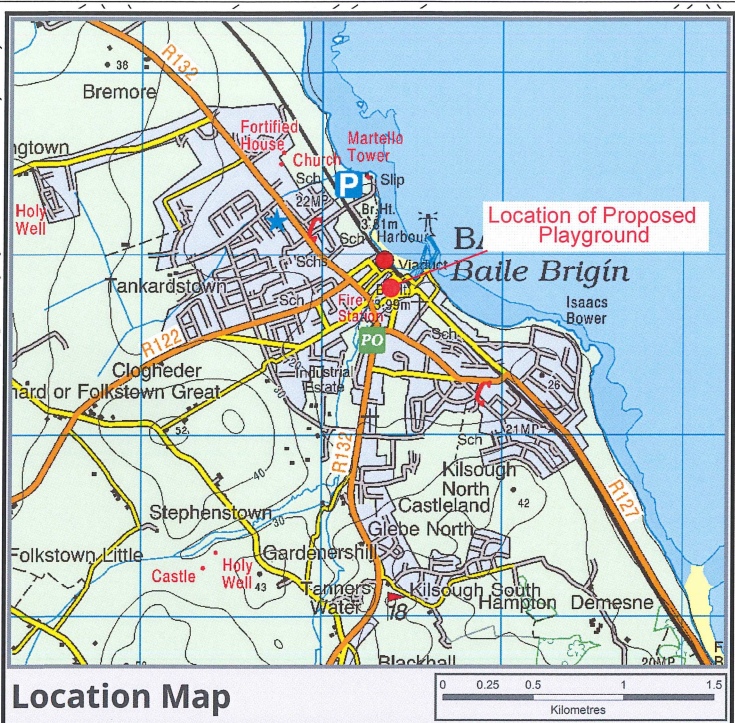 R132
38
Bremore
Fortified
House
Martello
Tower
ngtown
Church
Sch
P
Slip
22MP
Holy
Well
Br.Ht.
3.81m
Sch
Harbour
Location of Proposed
Playground
BA
Schs
Viaduct
Baile Brigín
Tankardstown
Sch
Fire
Station
3.99m
Isaacs
Bower
PO
Sch
R122
Clogheder
Industrial
Estate
26
hard or Folkstown Great
30
52
21MP
Sch
R132
40
Kilsough
North
Castleland
42
R127
Stephenstown
30
Glebe North
Folkstown Little
Gardenershill
Castle
Holy
Well
43
Tanners
Water
18
Kilsough South
Hampton Demesne
Blackhall
20MP
Location Map
0 0.25 0.5 1 1.5
Kilometres